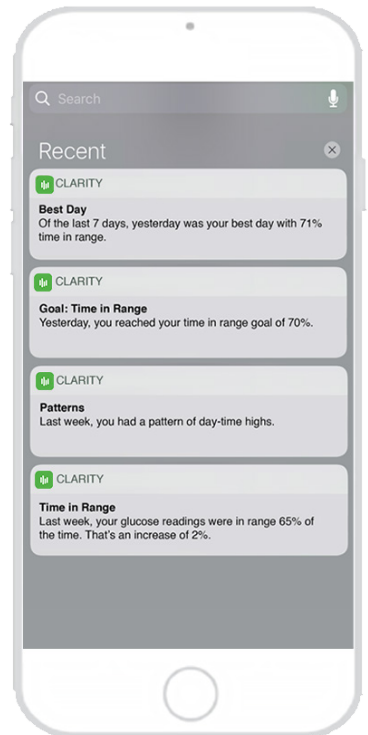 Search
Recent
CLARITY
Best Day
Of the last 7 days, yesterday was your best day with 71%
time in range.
CLARITY
Goal: Time in Range
Yesterday, you reached your time in range goal of 70%.
CLARITY
Patterns
Last week, you had a pattern of day-time highs.
CLARITY
Time in Range
Last week, your glucose readings were in range 65% of
the time. That's an increase of 2%.